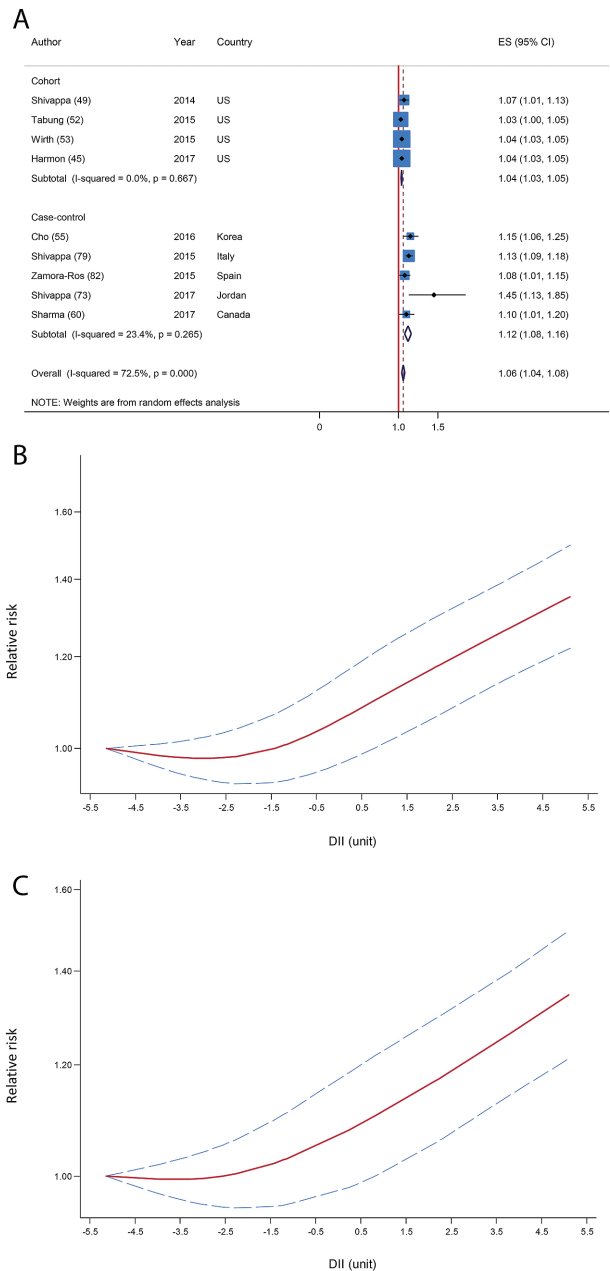 A
Author Year Country ES (95% CI)
Cohort
Shivappa (49) 2014 US 1.07 (1.01, 1.13)
Tabung (52) 2015 US 1.03 (1.00, 1.05)
Wirth (53) 2015 US 1.04 (1.03, 1.05)
Harmon (45) 2017 US 1.04 (1.03, 1.05)
Subtotal (I-squared = 0.0%, p = 0.667) 1.04 (1.03, 1.05)
Case-control
Cho (55) 2016 Korea 1.15 (1.06, 1.25)
Shivappa (79) 2015 Italy 1.13 (1.09, 1.18)
Zamora-Ros (82) 2015 Spain 1.08 (1.01, 1.15)
Shivappa (73) 2017 Jordan 1.45 (1.13, 1.85)
Sharma (60) 2017 Canada 1.10 (1.01, 1.20)
Subtotal (I-squared = 23.4%, p = 0.265) 1.12 (1.08, 1.16)
Overall (I-squared = 72.5%, p = 0.000) 1.06 (1.04, 1.08)
NOTE: Weights are from random effects analysis
0 1.0 1.5
B
1.60
1.40
1.20
1.00
Relative risk
-5.5 -4.5 -3.5 -2.5 -1.5 -0.5 0.5 1.5 2.5 3.5 4.5 5.5
DII (unit)
C
1.60
1.40
1.20
1.00
Relative risk
-5.5 -4.5 -3.5 -2.5 -1.5 -0.5 0.5 1.5 2.5 3.5 4.5 5.5
DII (unit)